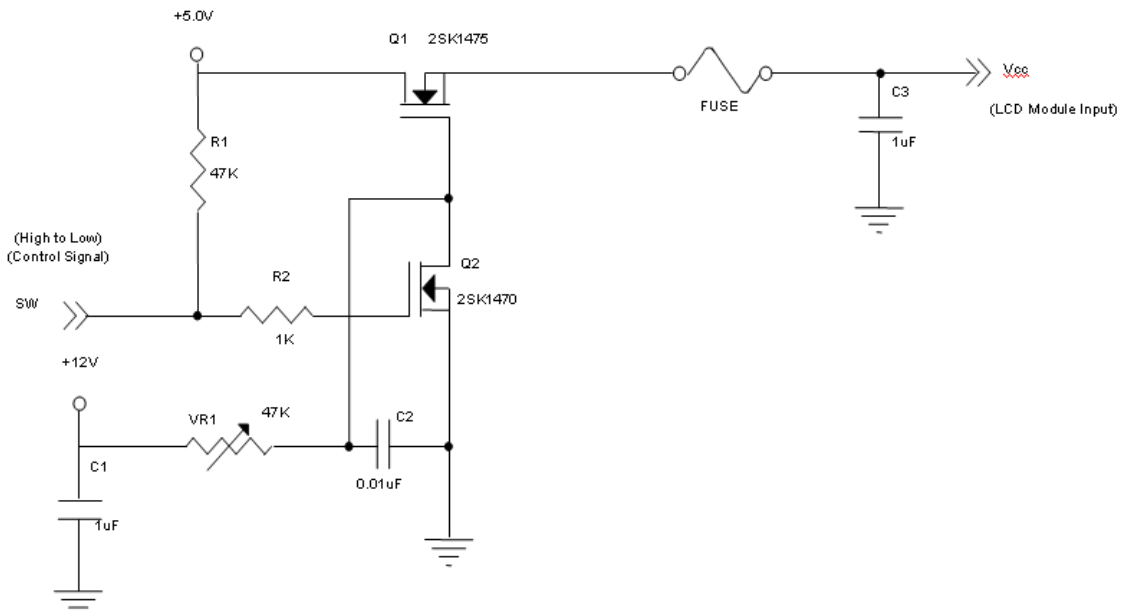 +5.0V
Q1 2SK1475
Vcc
FUSE
C3
(LCD Module Input)
R1
1uF
47K
(High to Low)
(Control Signal)
R2
Q2
SW
2SK1470
1K
+12V
VR1
47K
C2
C1
0.01uF
1uF